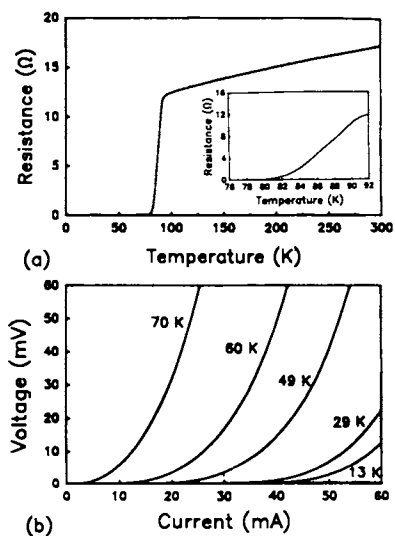 20
15
10
5
0
Resistance (Ω)
16
12
8
4
0
Resistance (Ω)
76 78 80 82 84 86 88 90 92
Temperature (K)
0 50 100 150 200 250 300
(a) Temperature (K)
60
50
40
30
20
10
0
Voltage (mV)
70 K
60 K
49 K
29 K
13 K
0 10 20 30 40 50 60
(b) Current (mA)